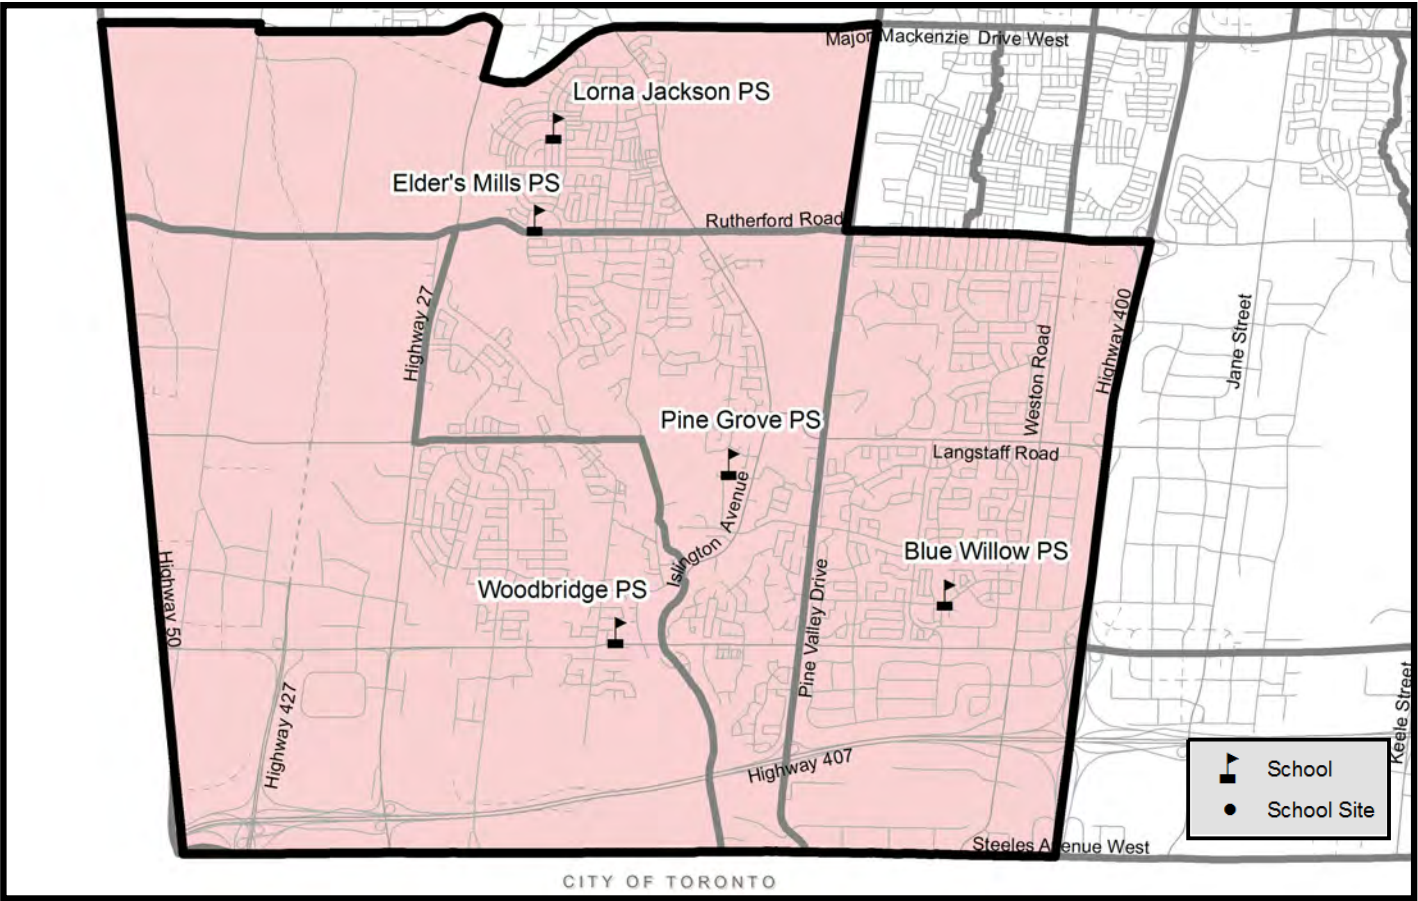 Major Mackenzie Drive West
Lorna Jackson PS
Elder's Mills PS
Rutherford Road
Highway 27
Highway 400
Jane Street
Weston Road
Pine Grove PS
Langstaff Road
Islington Avenue
Blue Willow PS
Highway 50
Woodbridge PS
Pine Valley Drive
Highway 427
Keele Street
Highway 407
School
School Site
Steeles Avenue West
CITY OF TORONTO